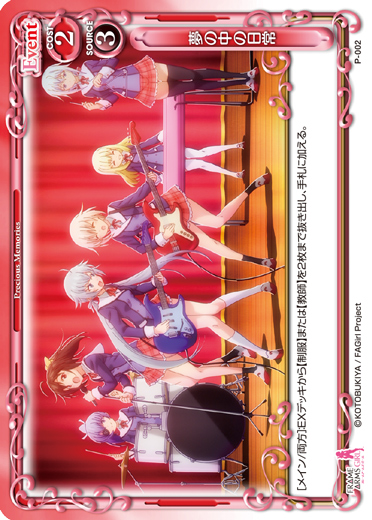 Event
COST
2
SOURCE
3
夢の中の日常
P-002
Precious Memories
[メイン/両方]EXデッキから【制服】または【教師】を2枚まで抜き出し、手札に加える。
©KOTOBUKIYA / FAGirl Project
FRAME ARMS GIRL